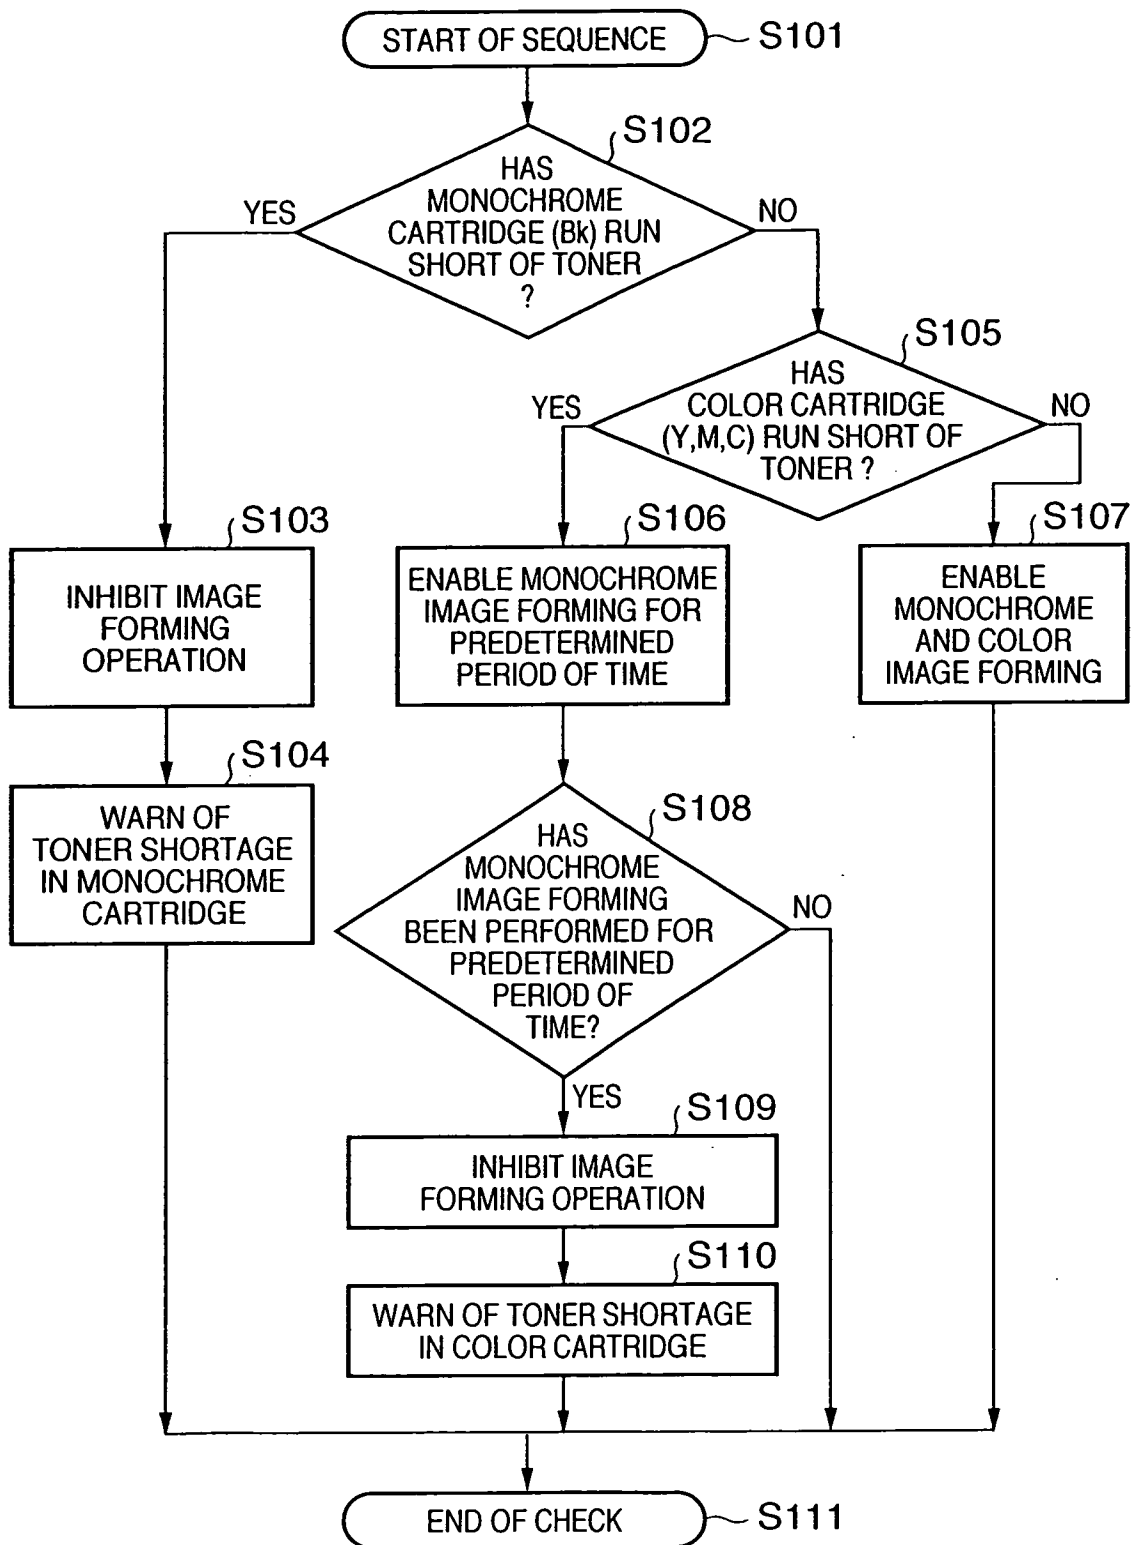 START OF SEQUENCE
S101
S102
HAS
MONOCHROME
CARTRIDGE (Bk) RUN
SHORT OF TONER
?
YES
NO
S105
HAS
COLOR CARTRIDGE
(Y,M,C) RUN SHORT OF
TONER ?
YES
NO
S103
INHIBIT IMAGE
FORMING
OPERATION
S106
ENABLE MONOCHROME
IMAGE FORMING FOR
PREDETERMINED
PERIOD OF TIME
S107
ENABLE
MONOCHROME
AND COLOR
IMAGE FORMING
S104
WARN OF
TONER SHORTAGE
IN MONOCHROME
CARTRIDGE
S108
HAS
MONOCHROME
IMAGE FORMING
BEEN PERFORMED FOR
PREDETERMINED
PERIOD OF
TIME?
NO
YES
S109
INHIBIT IMAGE
FORMING OPERATION
S110
WARN OF TONER SHORTAGE
IN COLOR CARTRIDGE
END OF CHECK
S111